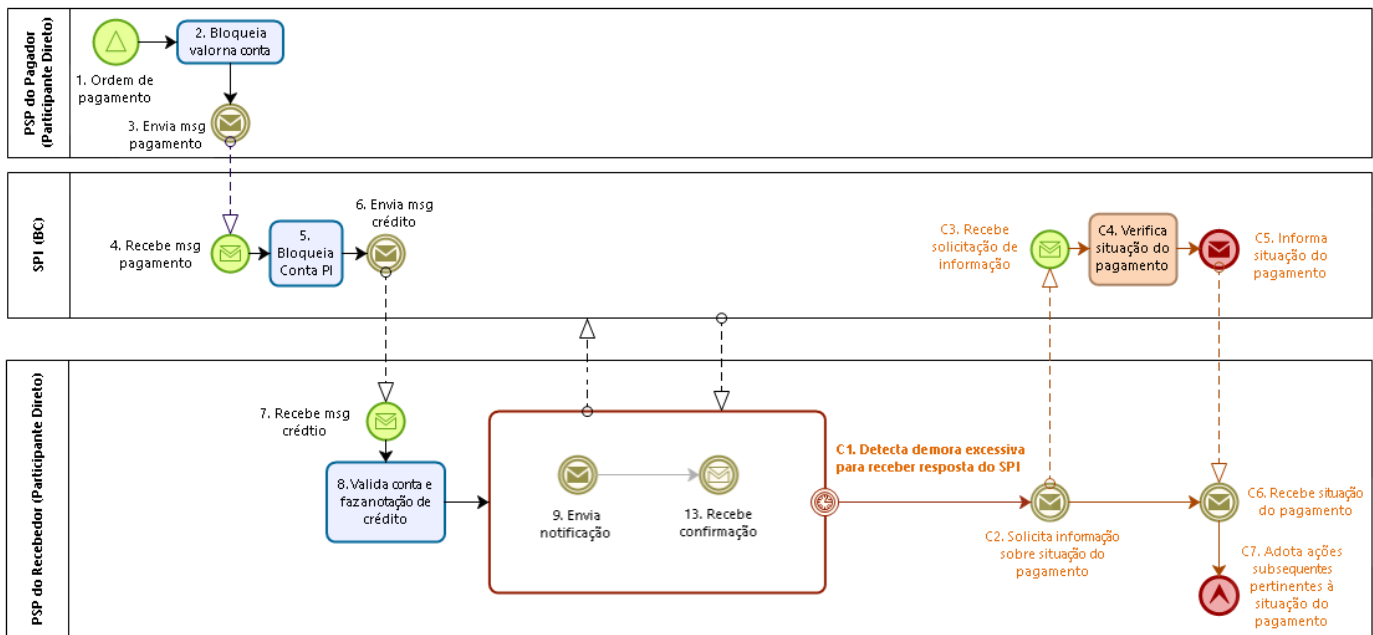 PSP do Pagador
(Participante Direto)
1. Ordem de
pagamento
2. Bloqueia
valorna conta
3. Envia msg
pagamento
SPI (BC)
4. Recebe msg
pagamento
5.
Bloqueia
Conta PI
6. Envia msg
crédito
C3. Recebe
solicitação de
informação
C4. Verifica
situação do
pagamento
C5. Informa
situação do
pagamento
PSP do Recebedor (Participante Direto)
7. Recebe msg
crédtio
8.Valida conta e
fazanotação de
crédito
9. Envia
notificação
13. Recebe
confirmação
C1. Detecta demora excessiva
para receber resposta do SPI
C2. Solicita informação
sobre situação do
pagamento
C6. Recebe situação
do pagamento
C7. Adota ações
subsequentes
pertinentes à
situação do
pagamento